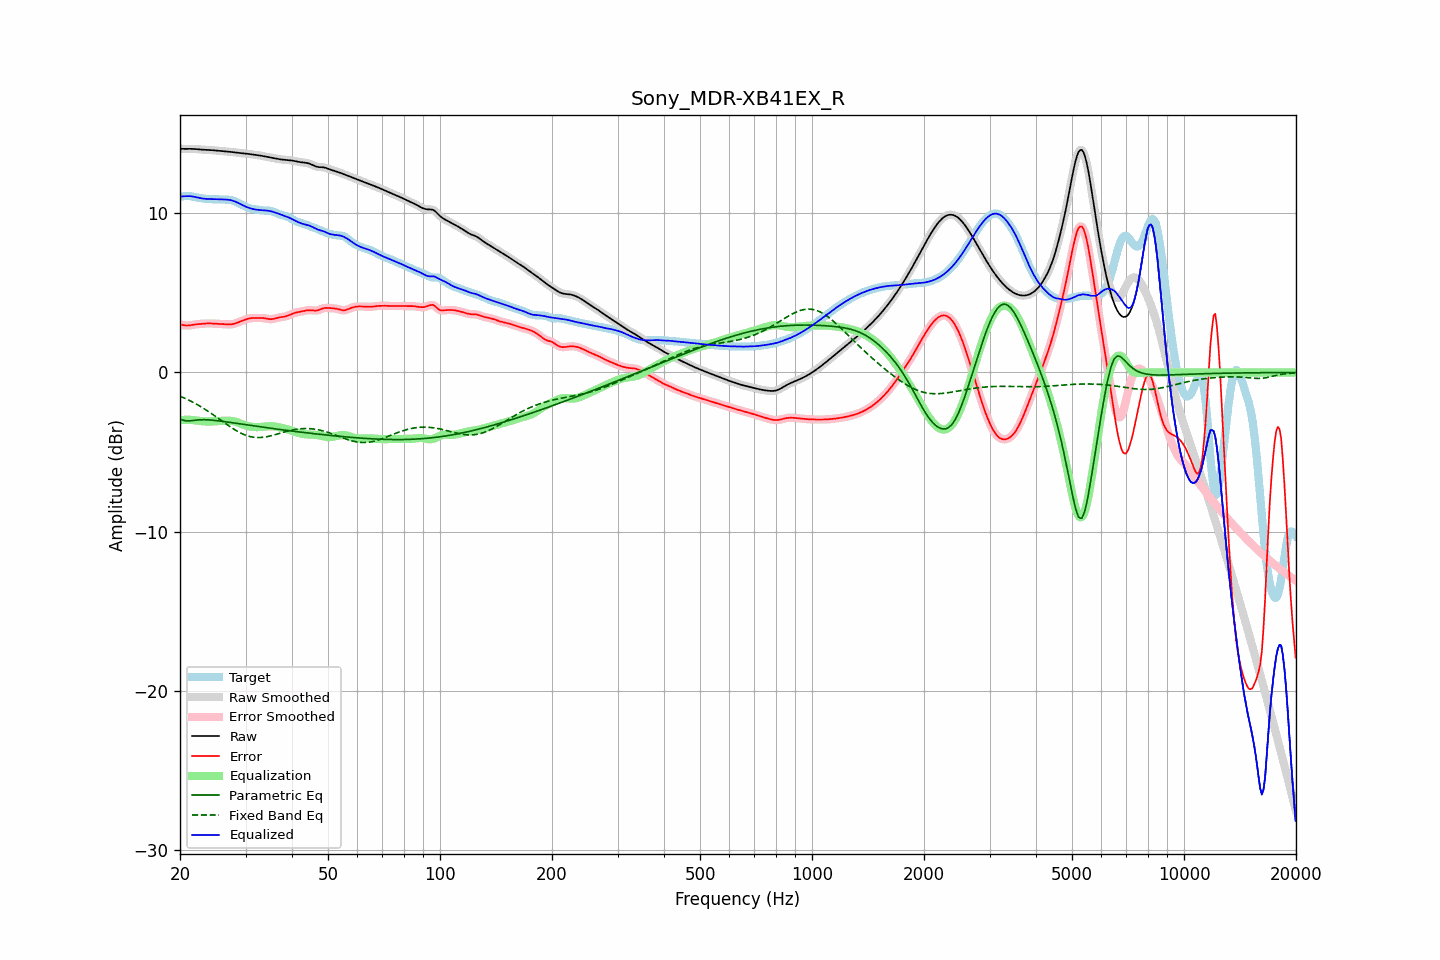 Sony_MDR-XB41EX_R
Amplitude (dBr)
10
0
−10
−20
−30
Target
Raw Smoothed
Error Smoothed
Raw
Error
Equalization
Parametric Eq
Fixed Band Eq
Equalized
20 50 100 200 500 1000 2000 5000 10000 20000
Frequency (Hz)